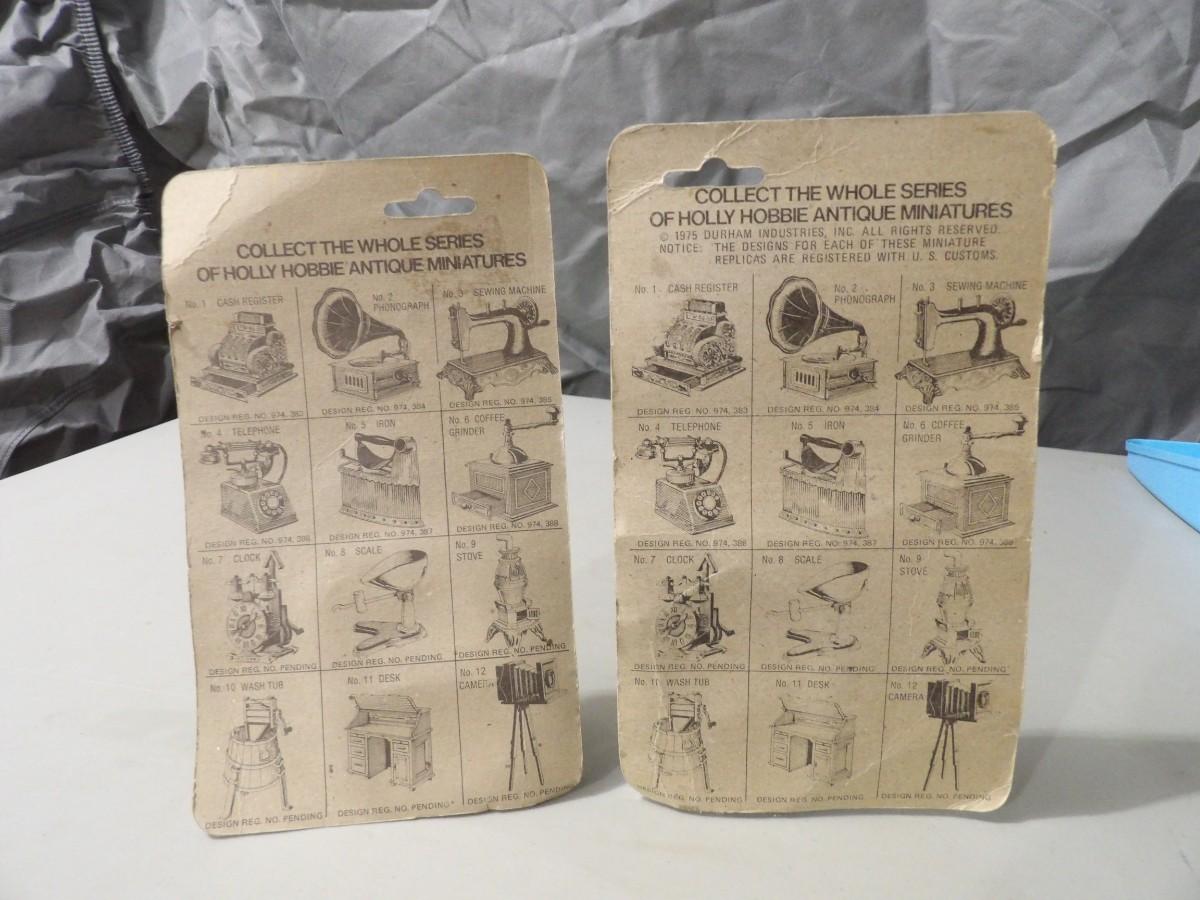 COLLECT THE WHOLE SERIES
OF HOLLY HOBBIE ANTIQUE MINIATURES
No. 1 CASH REGISTER
No. 2
PHONOGRAPH
No. 3 SEWING MACHINE
DESIGN REG. NO. 974, 383
DESIGN REG. NO. 974, 384
DESIGN REG. NO. 974, 385
No. 4 TELEPHONE
No. 5 IRON
No. 6 COFFEE
GRINDER
DESIGN REG. NO. 974, 386
DESIGN REG. NO. 974, 387
DESIGN REG. NO. 974, 388
No. 7 CLOCK
No. 8 SCALE
No. 9
STOVE
DESIGN REG. NO. PENDING
DESIGN REG. NO. PENDING
DESIGN REG. NO. PENDING
No. 10 WASH TUB
No. 11 DESK
No. 12
CAMERA
DESIGN REG. NO. PENDING
DESIGN REG. NO. PENDING
DESIGN REG. NO. PENDING
COLLECT THE WHOLE SERIES
OF HOLLY HOBBIE ANTIQUE MINIATURES
© 1975 DURHAM INDUSTRIES, INC. ALL RIGHTS RESERVED.
NOTICE: THE DESIGNS FOR EACH OF THESE MINIATURE
REPLICAS ARE REGISTERED WITH U. S. CUSTOMS.
No. 1 CASH REGISTER
No. 2
PHONOGRAPH
No. 3 SEWING MACHINE
DESIGN REG. NO. 974, 383
DESIGN REG. NO. 974, 384
DESIGN REG. NO. 974, 385
No. 4 TELEPHONE
No. 5 IRON
No. 6 COFFEE
GRINDER
DESIGN REG. NO. 974, 386
DESIGN REG. NO. 974, 387
DESIGN REG. NO. 974, 388
No. 7 CLOCK
No. 8 SCALE
No. 9
STOVE
DESIGN REG. NO. PENDING
DESIGN REG. NO. PENDING
DESIGN REG. NO. PENDING
No. 11 WASH TUB
No. 11 DESK
No. 12
CAMERA
DESIGN REG. NO. PENDING
DESIGN REG. NO. PENDING
DESIGN REG. NO. PENDING